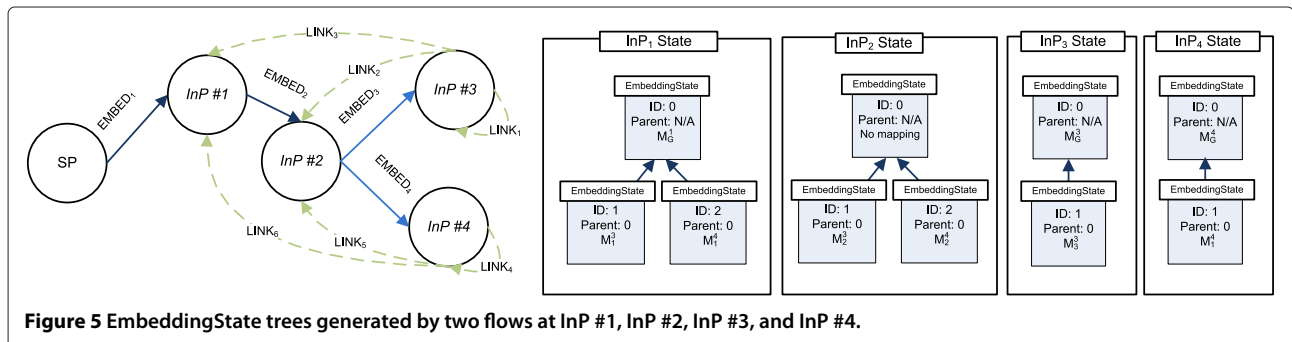 SP
EMBED₁
InP #1
EMBED₂
InP #2
EMBED₃
InP #3
EMBED₄
InP #4
LINK₃
LINK₂
LINK₁
LINK₆
LINK₅
LINK₄
InP₁ State
EmbeddingState
ID: 0
Parent: N/A
M¹G
EmbeddingState
ID: 1
Parent: 0
M³₁
EmbeddingState
ID: 2
Parent: 0
M⁴₁
InP₂ State
EmbeddingState
ID: 0
Parent: N/A
No mapping
EmbeddingState
ID: 1
Parent: 0
M³₂
EmbeddingState
ID: 2
Parent: 0
M⁴₂
InP₃ State
EmbeddingState
ID: 0
Parent: N/A
M³G
EmbeddingState
ID: 1
Parent: 0
M³₃
InP₄ State
EmbeddingState
ID: 0
Parent: N/A
M⁴G
EmbeddingState
ID: 1
Parent: 0
M⁴₁
Figure 5 EmbeddingState trees generated by two flows at InP #1, InP #2, InP #3, and InP #4.